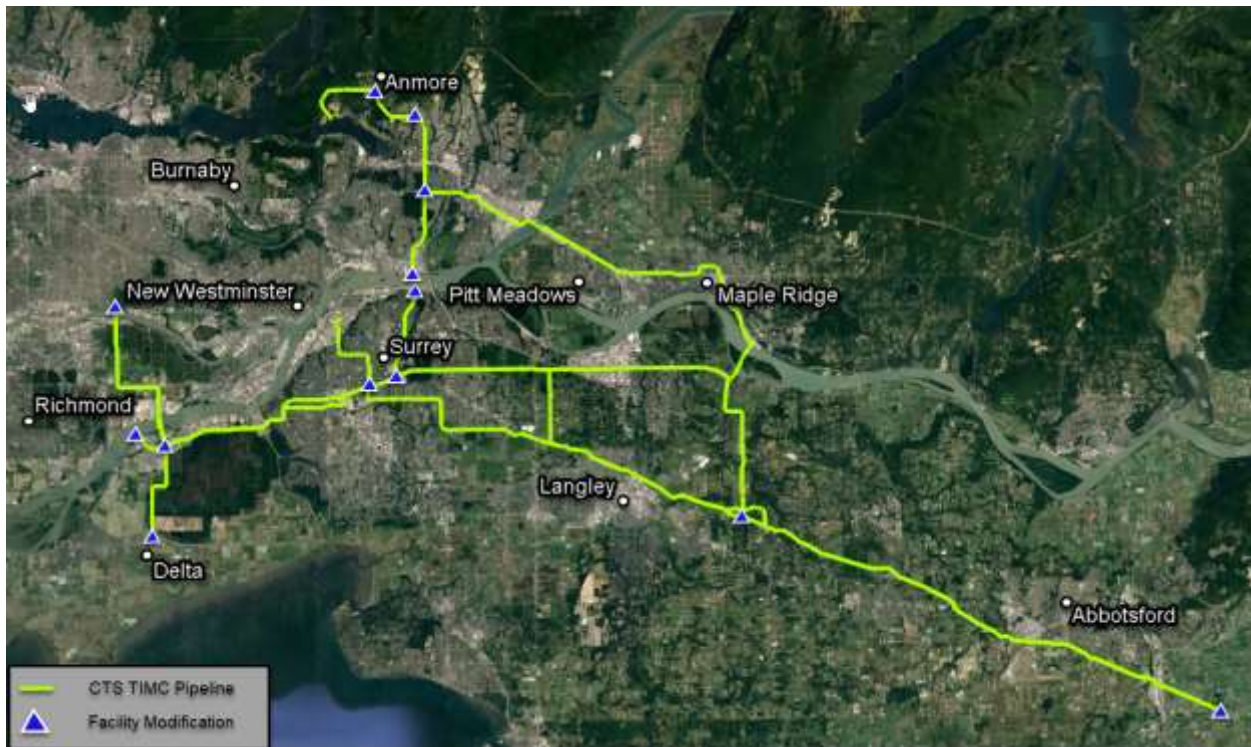 Anmore
Burnaby
New Westminster
Pitt Meadows
Maple Ridge
Surrey
Richmond
Langley
Delta
Abbotsford
CTS TIMC Pipeline
Facility Modification